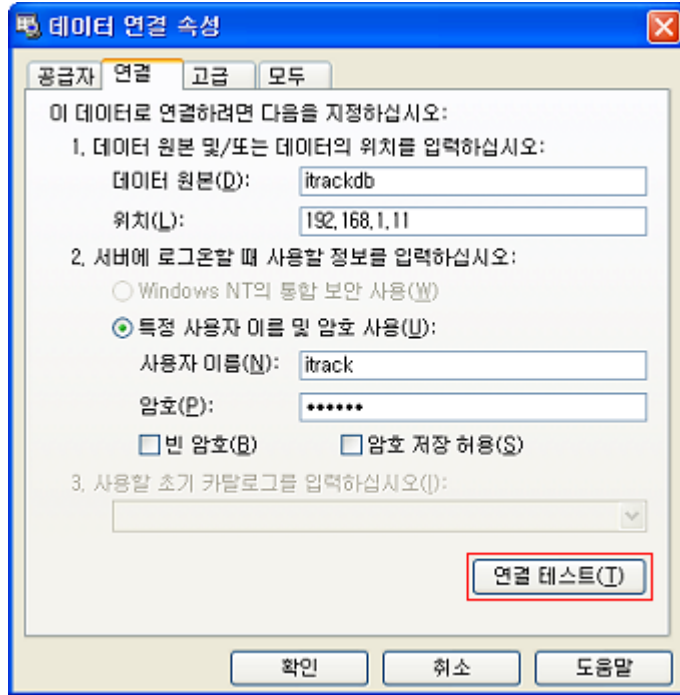 데이터 연결 속성
공급자 연결 고급 모두
이 데이터로 연결하려면 다음을 지정하십시오:
1. 데이터 원본 및/또는 데이터의 위치를 입력하십시오:
데이터 원본(D): itrackdb
위치(L): 192.168.1.11
2. 서버에 로그온할 때 사용할 정보를 입력하십시오:
Windows NT의 통합 보안 사용(W)
특정 사용자 이름 및 암호 사용(U):
사용자 이름(N): itrack
암호(P): ••••••
빈 암호(B) 암호 저장 허용(S)
3. 사용할 초기 카탈로그를 입력하십시오(I):
연결 테스트(T)
확인 취소 도움말